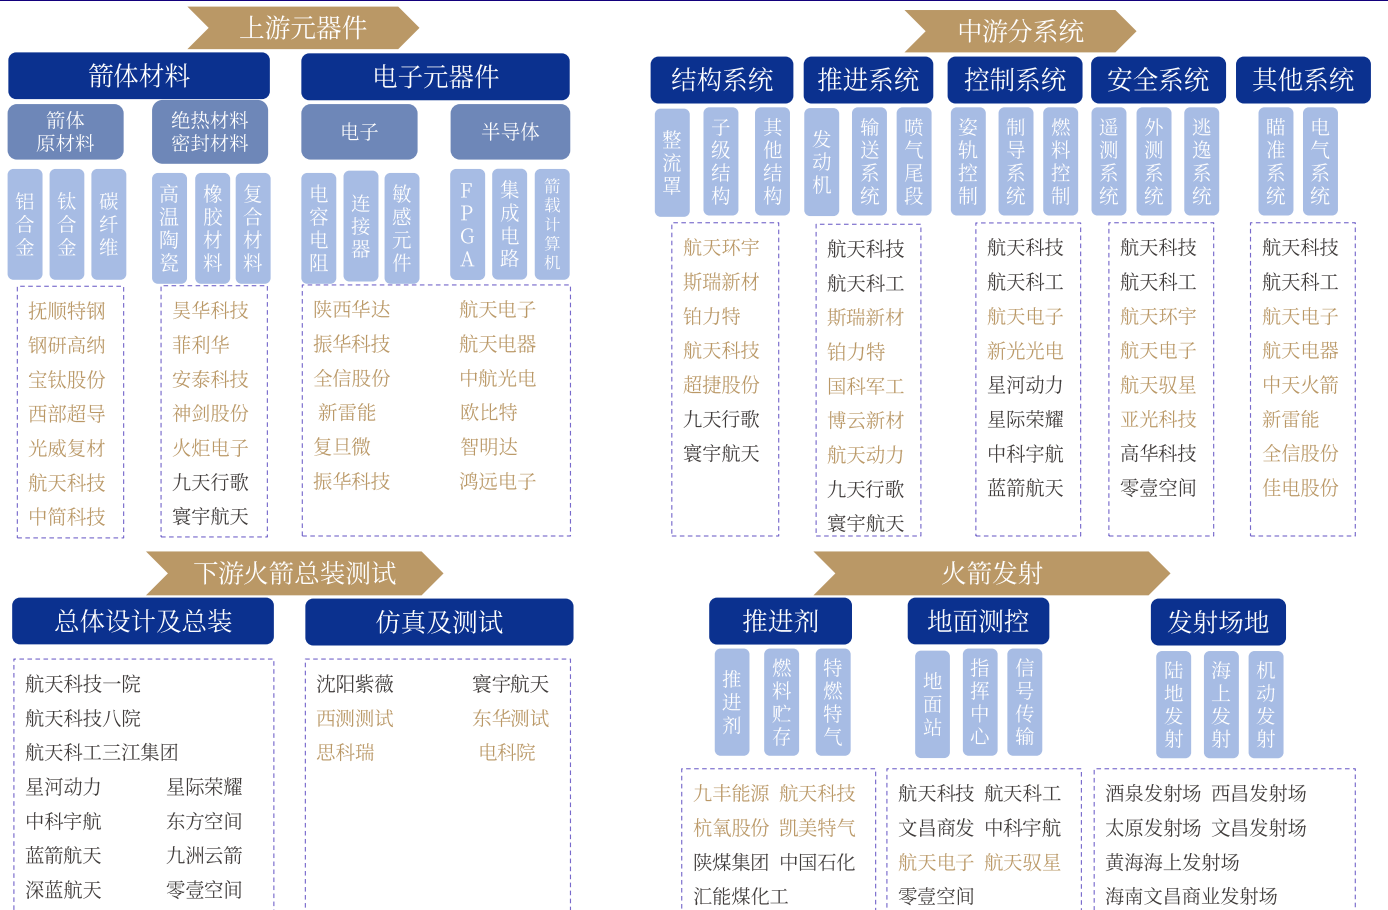 上游元器件
箭体材料
电子元器件
箭体
原材料
绝热材料
密封材料
电子
半导体
铝合金
钛合金
碳纤维
高温陶瓷
橡胶材料
复合材料
电容电阻
连接器
敏感元件
FPGA
集成电路
箭载计算机
抚顺特钢
钢研高纳
宝钛股份
西部超导
光威复材
航天科技
中简科技
昊华科技
菲利华
安泰科技
神剑股份
火炬电子
九天行歌
寰宇航天
陕西华达
振华科技
全信股份
新雷能
复旦微
振华科技
航天电子
航天电器
中航光电
欧比特
智明达
鸿远电子
中游分系统
结构系统
推进系统
控制系统
安全系统
其他系统
整流罩
子级结构
其他结构
发动机
输送系统
喷气尾段
姿轨控制
制导系统
燃料控制
遥测系统
外测系统
逃逸系统
瞄准系统
电气系统
航天环宇
斯瑞新材
铂力特
航天科技
超捷股份
九天行歌
寰宇航天
航天科技
航天科工
斯瑞新材
铂力特
国科军工
博云新材
航天动力
九天行歌
寰宇航天
航天科技
航天科工
航天电子
新光光电
星河动力
星际荣耀
中科宇航
蓝箭航天
航天科技
航天科工
航天环宇
航天电子
航天驭星
亚光科技
高华科技
零壹空间
航天科技
航天科工
航天电子
航天电器
中天火箭
新雷能
全信股份
佳电股份
下游火箭总装测试
总体设计及总装
仿真及测试
航天科技一院
航天科技八院
航天科工三江集团
星河动力 星际荣耀
中科宇航 东方空间
蓝箭航天 九洲云箭
深蓝航天 零壹空间
沈阳紫薇 寰宇航天
西测测试 东华测试
思科瑞 电科院
火箭发射
推进剂
地面测控
发射场地
推进剂
燃料贮存
特燃特气
地面站
指挥中心
信号传输
陆地发射
海上发射
机动发射
九丰能源 航天科技
杭氧股份 凯美特气
陕煤集团 中国石化
汇能煤化工
航天科技 航天科工
文昌商发 中科宇航
航天电子 航天驭星
零壹空间
酒泉发射场 西昌发射场
太原发射场 文昌发射场
黄海海上发射场
海南文昌商业发射场